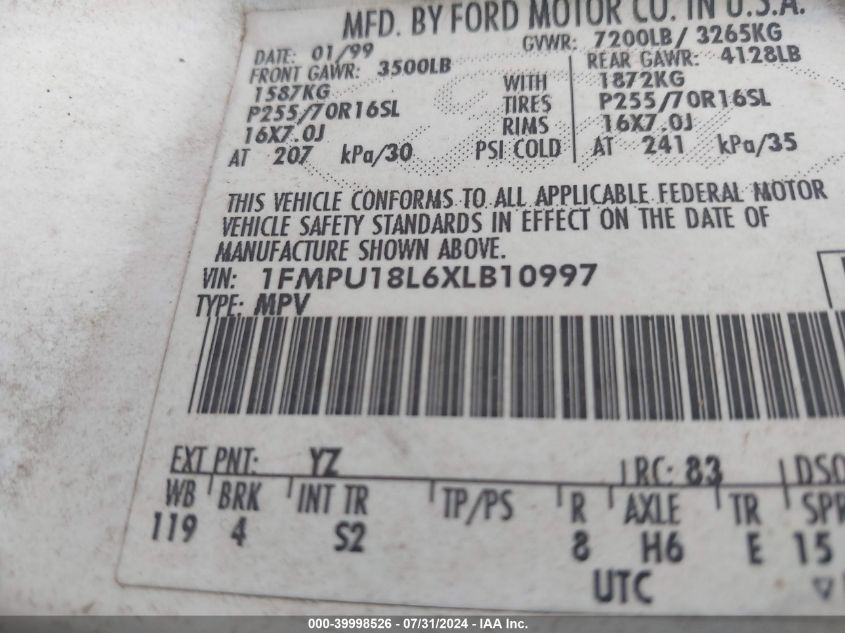 MFD. BY FORD MOTOR CO. IN U.S.A.
DATE: 01/99 GVWR: 7200LB/ 3265KG
FRONT GAWR: 3500LB REAR GAWR: 4128LB
1587KG WITH 1872KG
P255/70R16SL TIRES P255/70R16SL
16X7.0J RIMS 16X7.0J
AT 207 kPa/30 PSI COLD AT 241 kPa/35
THIS VEHICLE CONFORMS TO ALL APPLICABLE FEDERAL MOTOR
VEHICLE SAFETY STANDARDS IN EFFECT ON THE DATE OF
MANUFACTURE SHOWN ABOVE.
VIN: 1FMPU18L6XLB10997
TYPE: MPV
EXT PNT: YZ RC: 83 DSO
WB BRK INT TR TP/PS R AXLE TR SPR
119 4 S2 8 H6 E 15
UTC
000-39998526 - 07/31/2024 - IAA Inc.